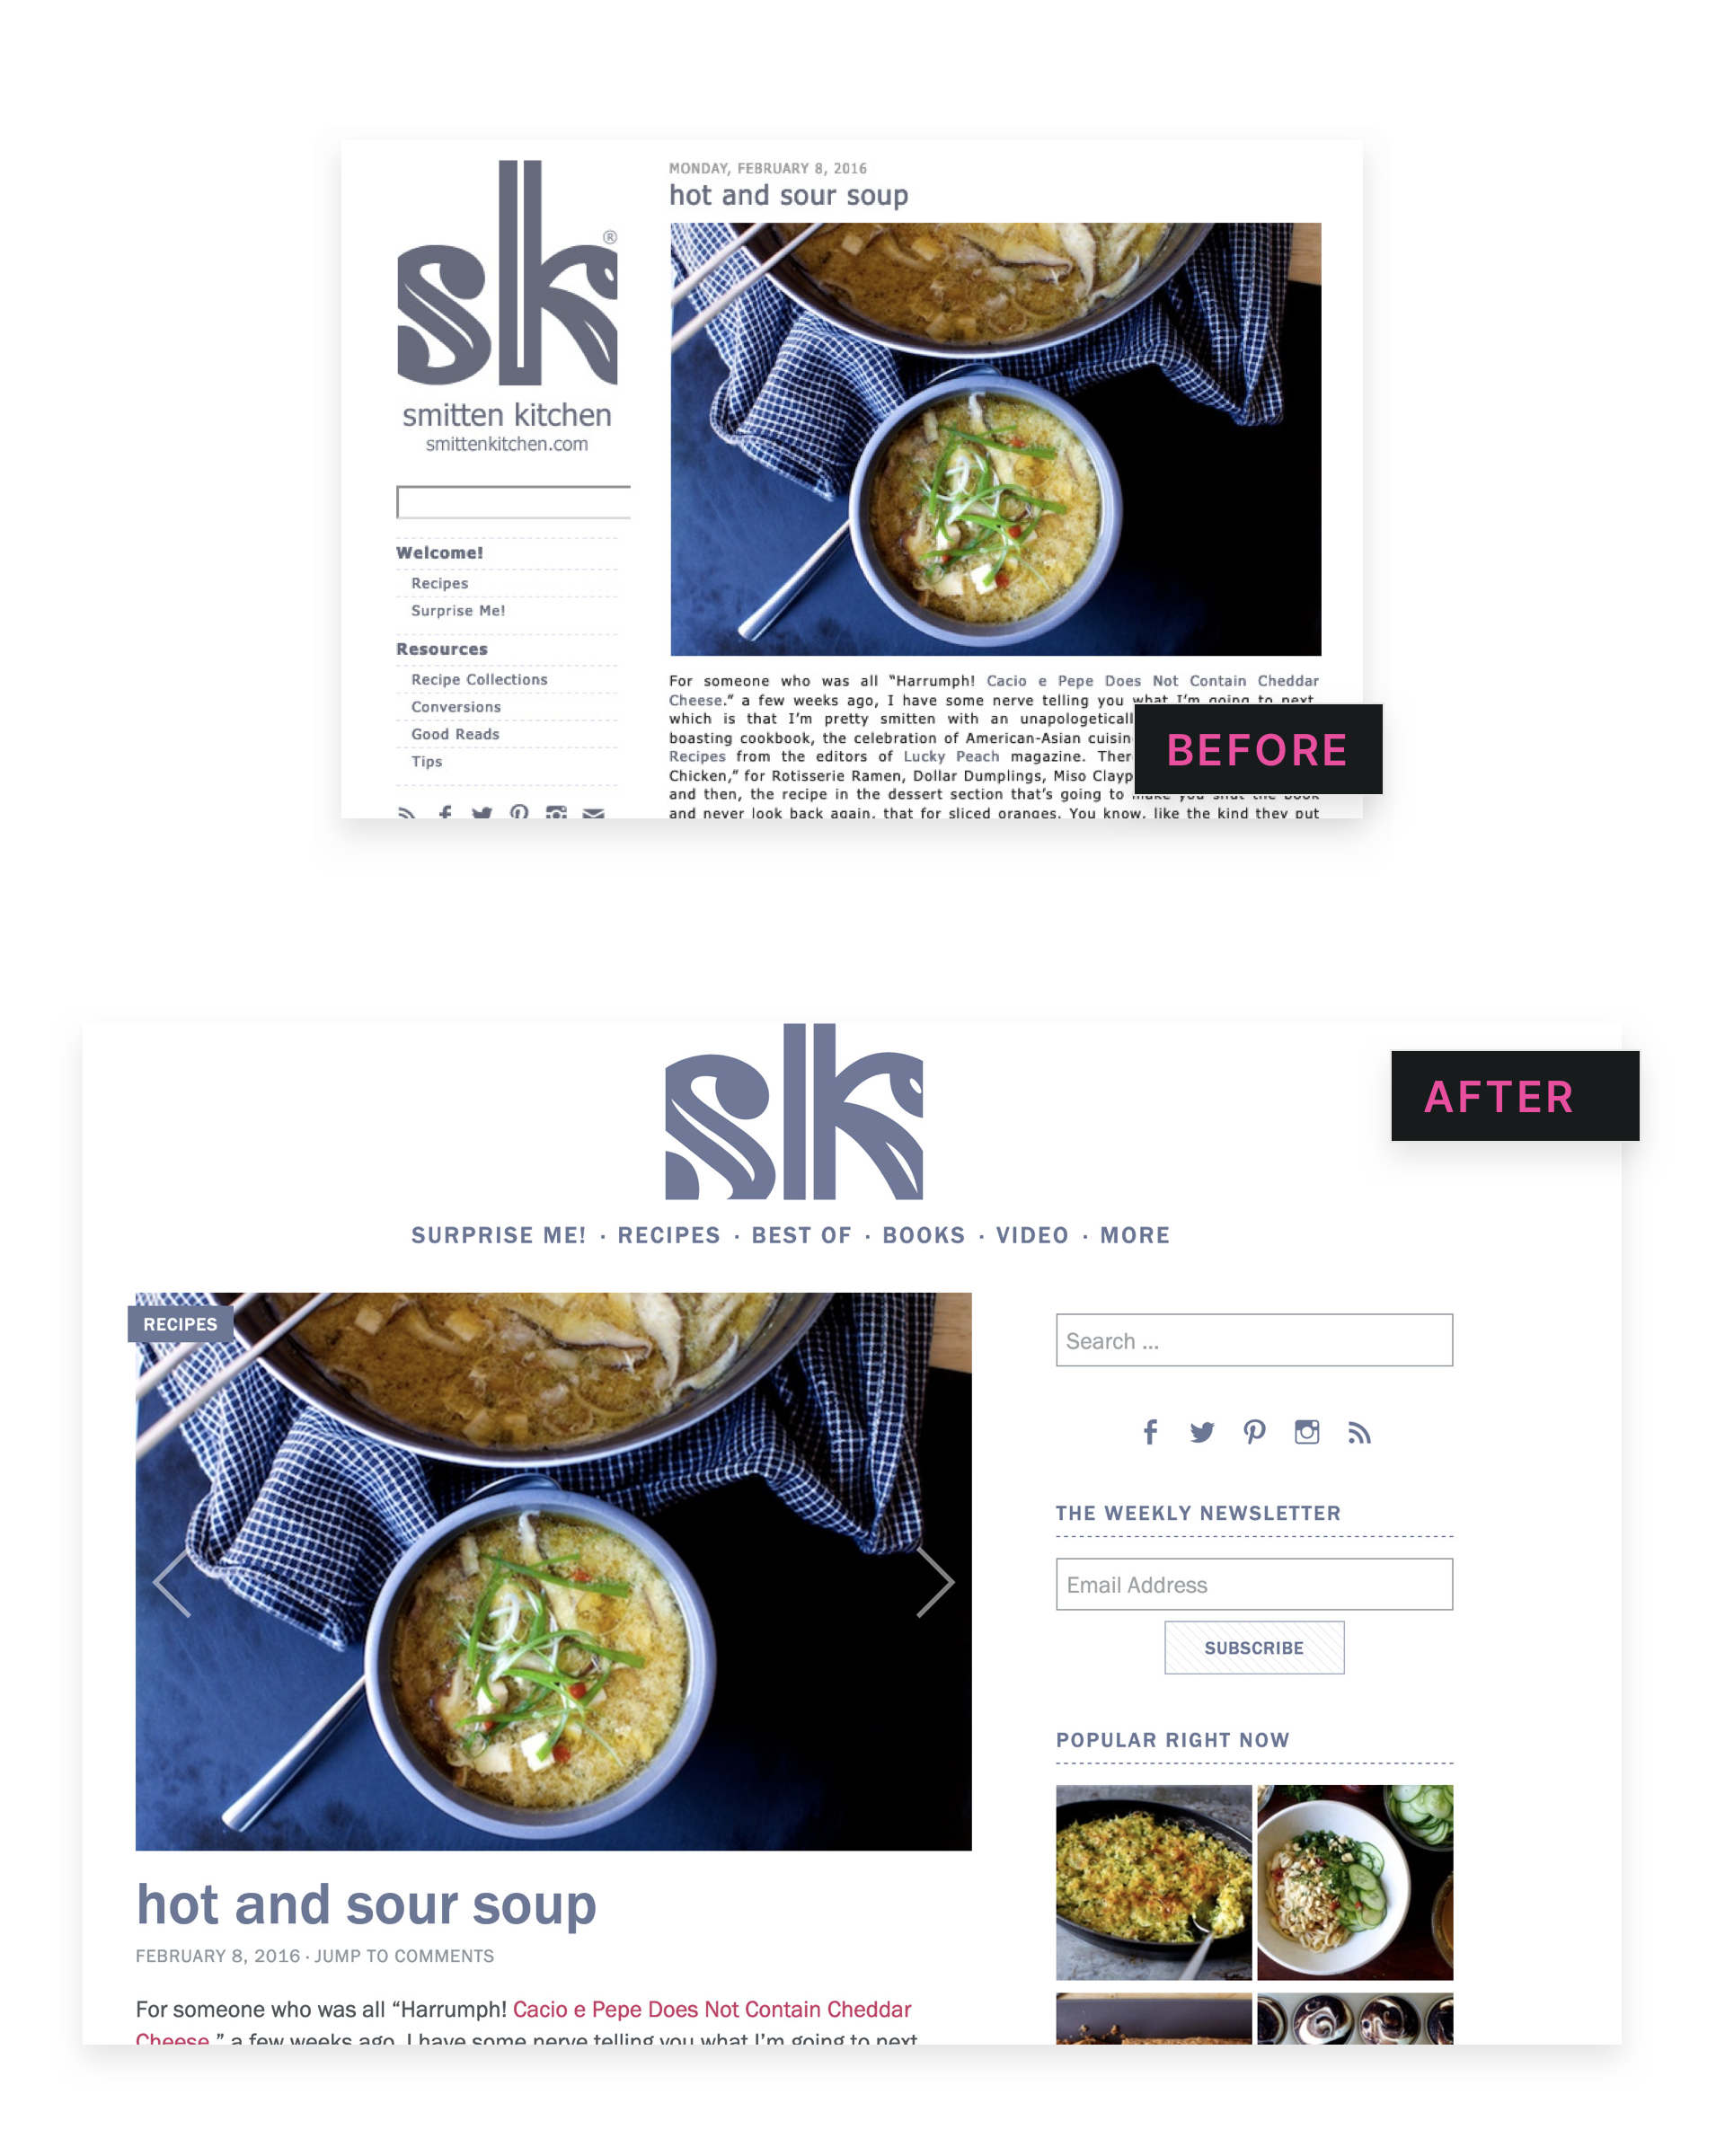 sk®
smitten kitchen
smittenkitchen.com
Welcome!
Recipes
Surprise Me!
Resources
Recipe Collections
Conversions
Good Reads
Tips
MONDAY, FEBRUARY 8, 2016
hot and sour soup
For someone who was all “Harrumph! Cacio e Pepe Does Not Contain Cheddar
Cheese.” a few weeks ago, I have some nerve telling you what I’m going to next,
which is that I’m pretty smitten with an unapologeticall
boasting cookbook, the celebration of American-Asian cuisin
Recipes from the editors of Lucky Peach magazine. Ther
Chicken,” for Rotisserie Ramen, Dollar Dumplings, Miso Clayp
and then, the recipe in the dessert section that’s going to make you shut the book
and never look back again, that for sliced oranges. You know, like the kind they put
BEFORE
sk
AFTER
SURPRISE ME! · RECIPES · BEST OF · BOOKS · VIDEO · MORE
RECIPES
hot and sour soup
FEBRUARY 8, 2016 · JUMP TO COMMENTS
For someone who was all “Harrumph! Cacio e Pepe Does Not Contain Cheddar
Cheese.” a few weeks ago, I have some nerve telling you what I’m going to next,
Search ...
THE WEEKLY NEWSLETTER
Email Address
SUBSCRIBE
POPULAR RIGHT NOW